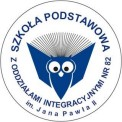 SZKOŁA PODSTAWOWA
Z ODDZIAŁAMI INTEGRACYJNYMI NR 82
im. Jana Pawła II